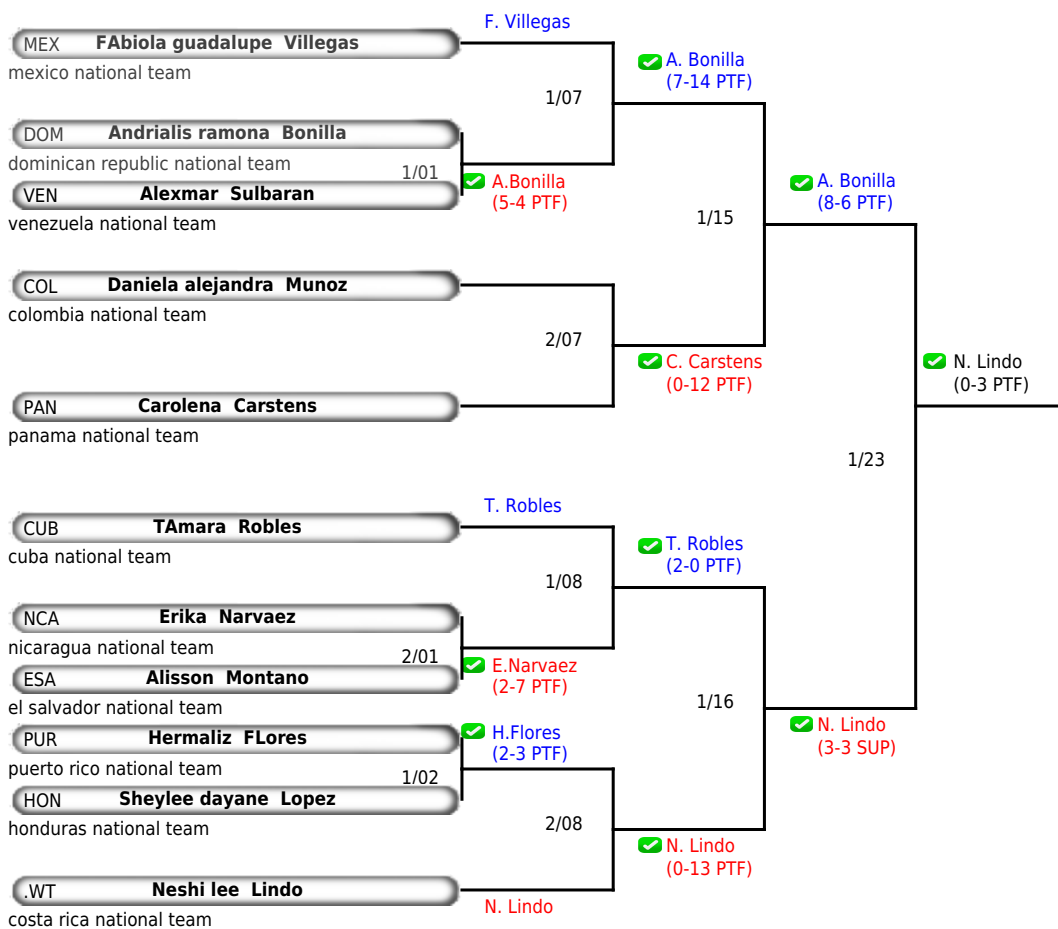 F. Villegas
MEX FAbiola guadalupe Villegas
mexico national team
A. Bonilla
(7-14 PTF)
1/07
DOM Andrialis ramona Bonilla
dominican republic national team
1/01
A.Bonilla
(5-4 PTF)
VEN Alexmar Sulbaran
venezuela national team
A. Bonilla
(8-6 PTF)
1/15
COL Daniela alejandra Munoz
colombia national team
2/07
C. Carstens
(0-12 PTF)
N. Lindo
(0-3 PTF)
PAN Carolena Carstens
panama national team
1/23
T. Robles
CUB TAmara Robles
cuba national team
T. Robles
(2-0 PTF)
1/08
NCA Erika Narvaez
nicaragua national team
2/01
E.Narvaez
(2-7 PTF)
ESA Alisson Montano
el salvador national team
1/16
N. Lindo
(3-3 SUP)
PUR Hermaliz FLores
puerto rico national team
H.Flores
(2-3 PTF)
1/02
HON Sheylee dayane Lopez
honduras national team
2/08
N. Lindo
(0-13 PTF)
.WT Neshi lee Lindo
costa rica national team
N. Lindo